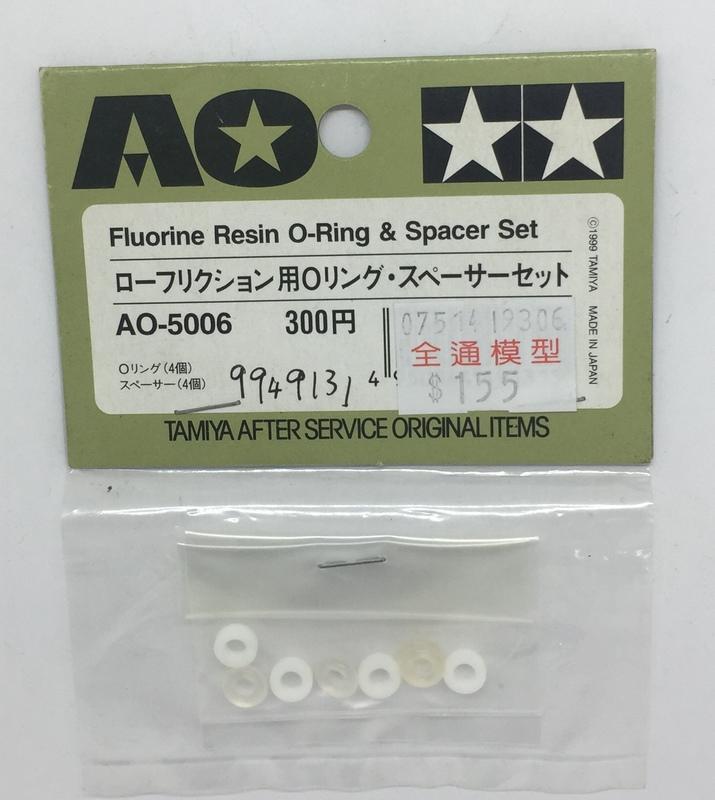 AO
Fluorine Resin O-Ring & Spacer Set
ローフリクション用Oリング・スペーサーセット
AO-5006 300円
Oリング(4個)
スペーサー(4個)
9949131
07514419306
全通模型
$155
TAMIYA AFTER SERVICE ORIGINAL ITEMS
©1999 TAMIYA MADE IN JAPAN